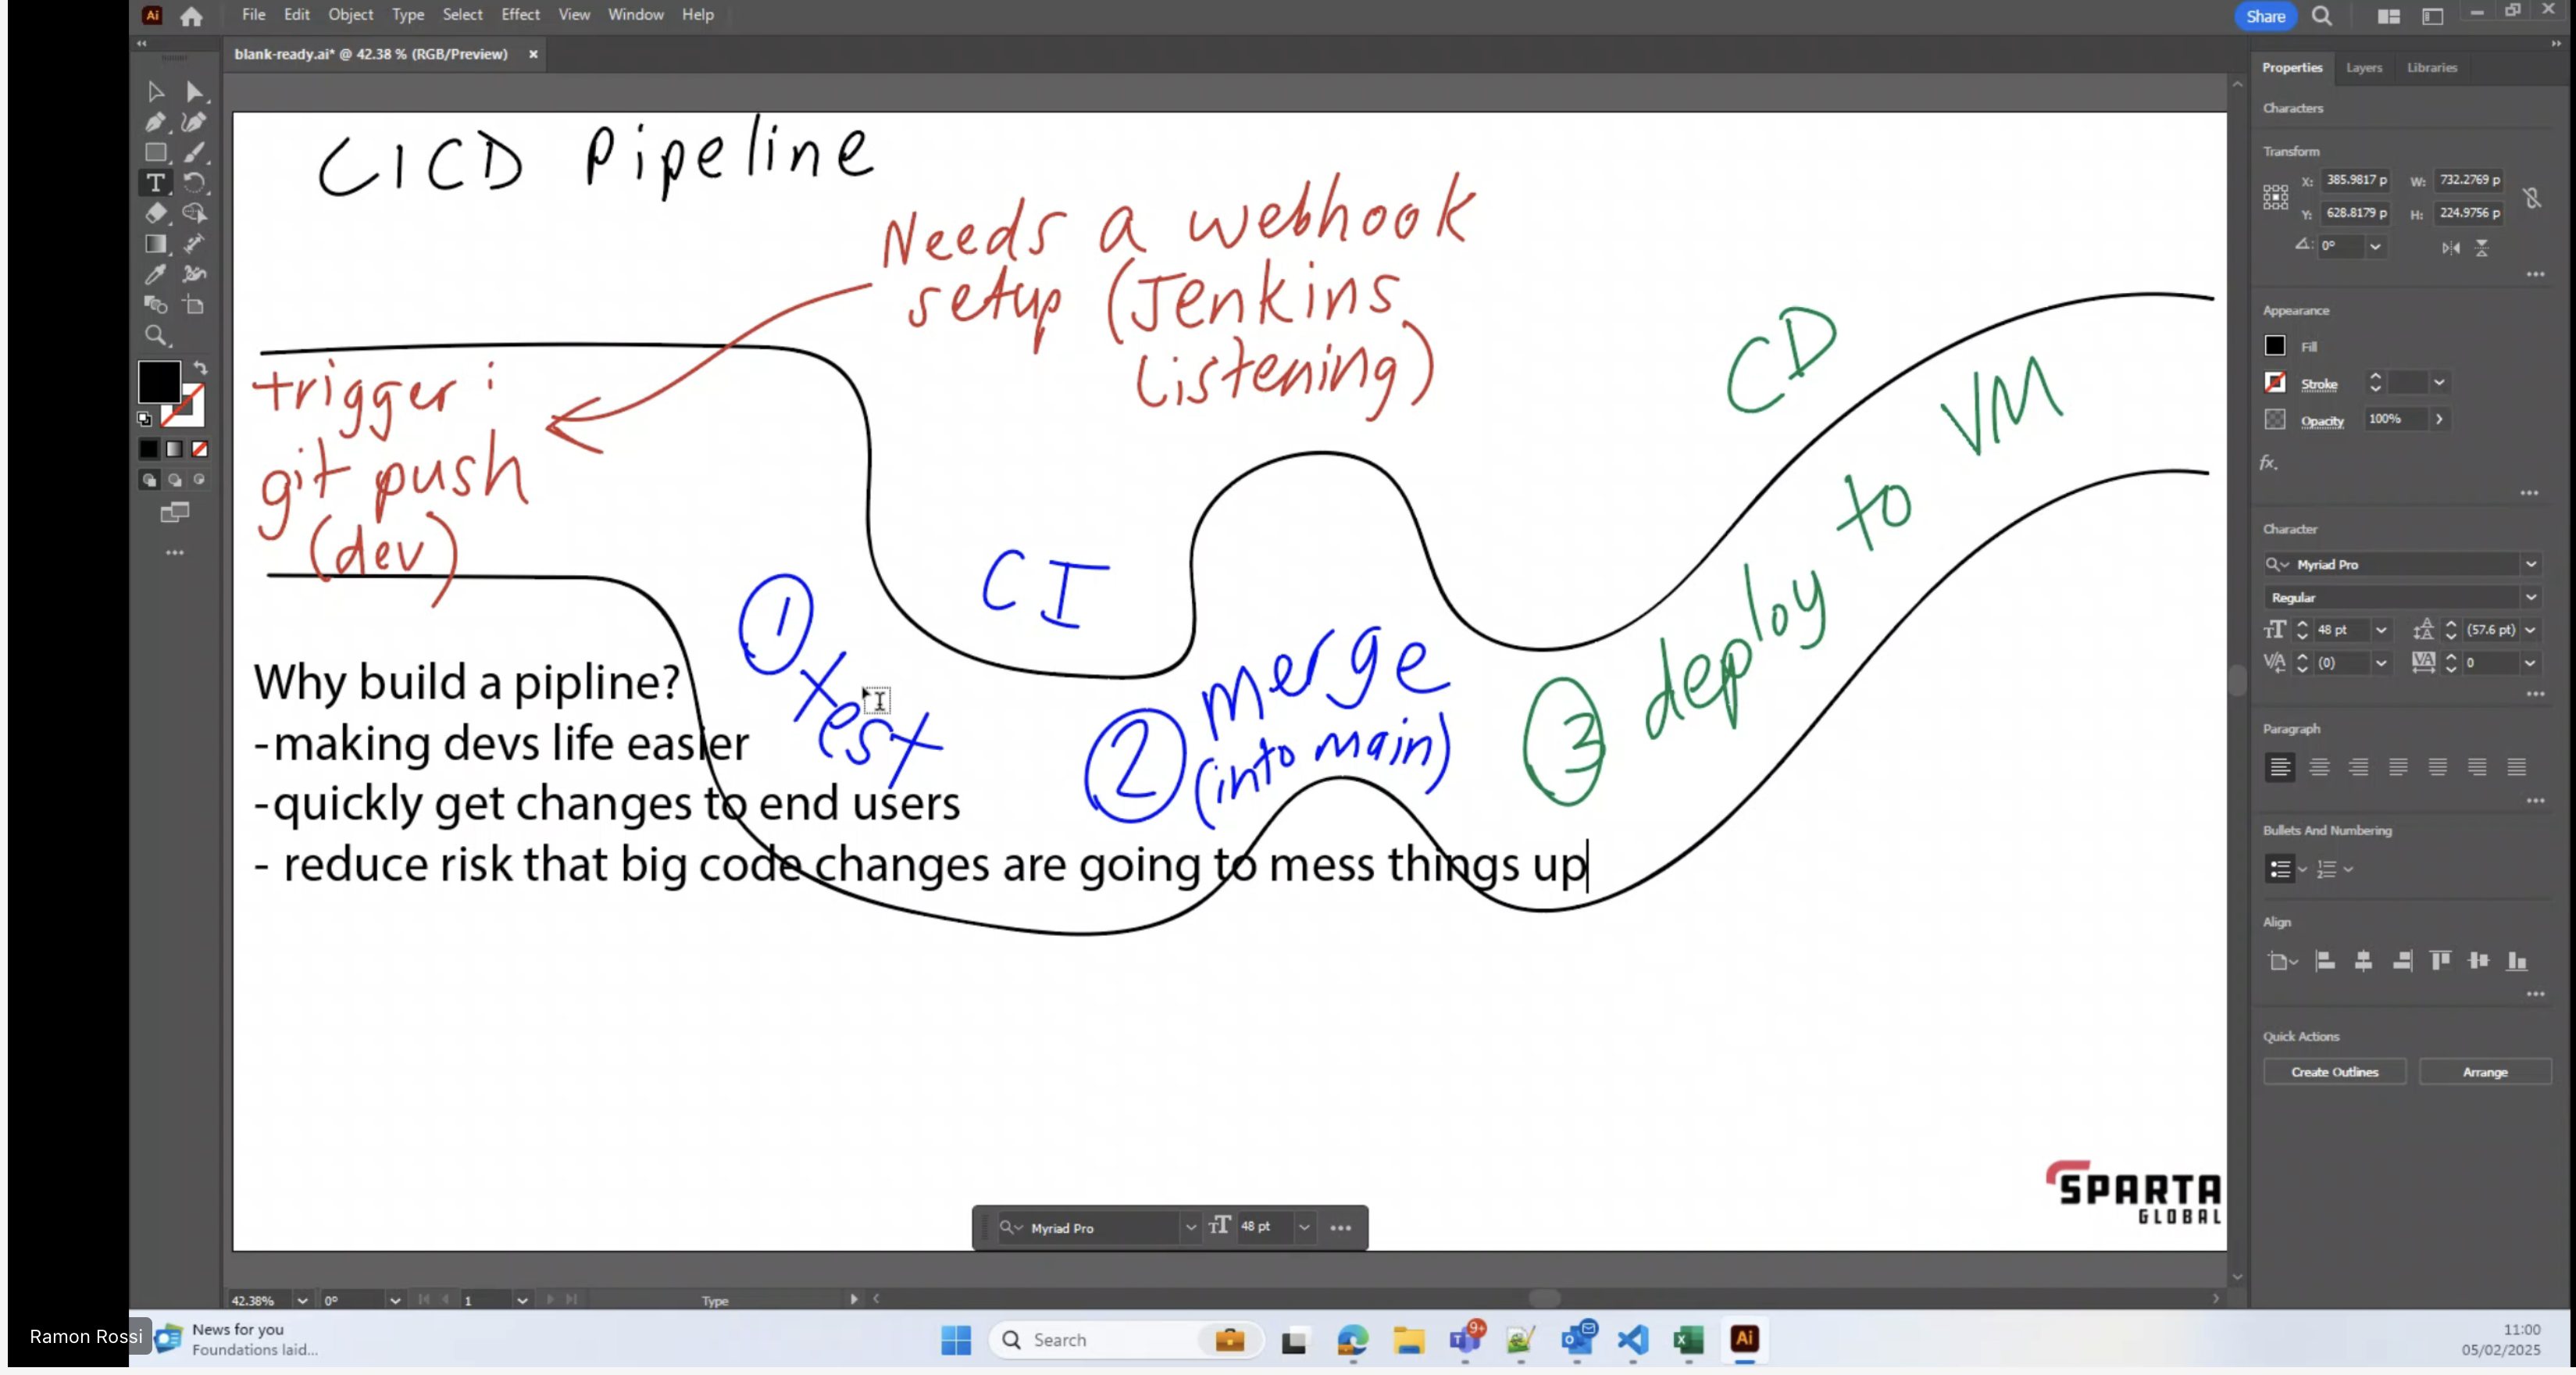 File Edit Object Type Select Effect View Window Help
Share
blank-ready.ai* @ 42.38 % (RGB/Preview) ×
CICD Pipeline
Needs a webhook
setup (Jenkins
Listening)
trigger:
git push
(dev)
CI
CD
1 test
2 merge
(into main)
3 deploy to VM
Why build a pipline?
-making devs life easier
-quickly get changes to end users
- reduce risk that big code changes are going to mess things up
SPARTA
GLOBAL
Myriad Pro 48 pt
42.38% 0° 1 Type
Properties Layers Libraries
Characters
Transform
X: 385.9817 p W: 732.2769 p
Y: 628.8179 p H: 224.9756 p
0°
Appearance
Fill
Stroke
Opacity 100%
fx.
Character
Myriad Pro
Regular
48 pt (57.6 pt)
(0) 0
Paragraph
Bullets And Numbering
Align
Quick Actions
Create Outlines Arrange
Ramon Rossi
News for you
Foundations laid...
Search
9+
Ai
11:00
05/02/2025